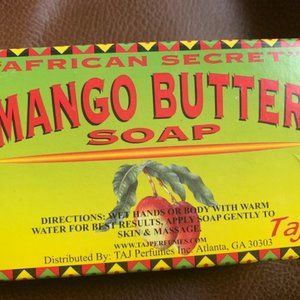 "AFRICAN SECRET"
MANGO BUTTER
SOAP
DIRECTIONS: WET HANDS OR BODY WITH WARM
WATER FOR BEST RESULTS, APPLY SOAP GENTLY TO
SKIN & MASSAGE.
WWW.TAJPERFUMES.COM
Taj
Distributed By: TAJ Perfumes Inc. Atlanta, GA 30303